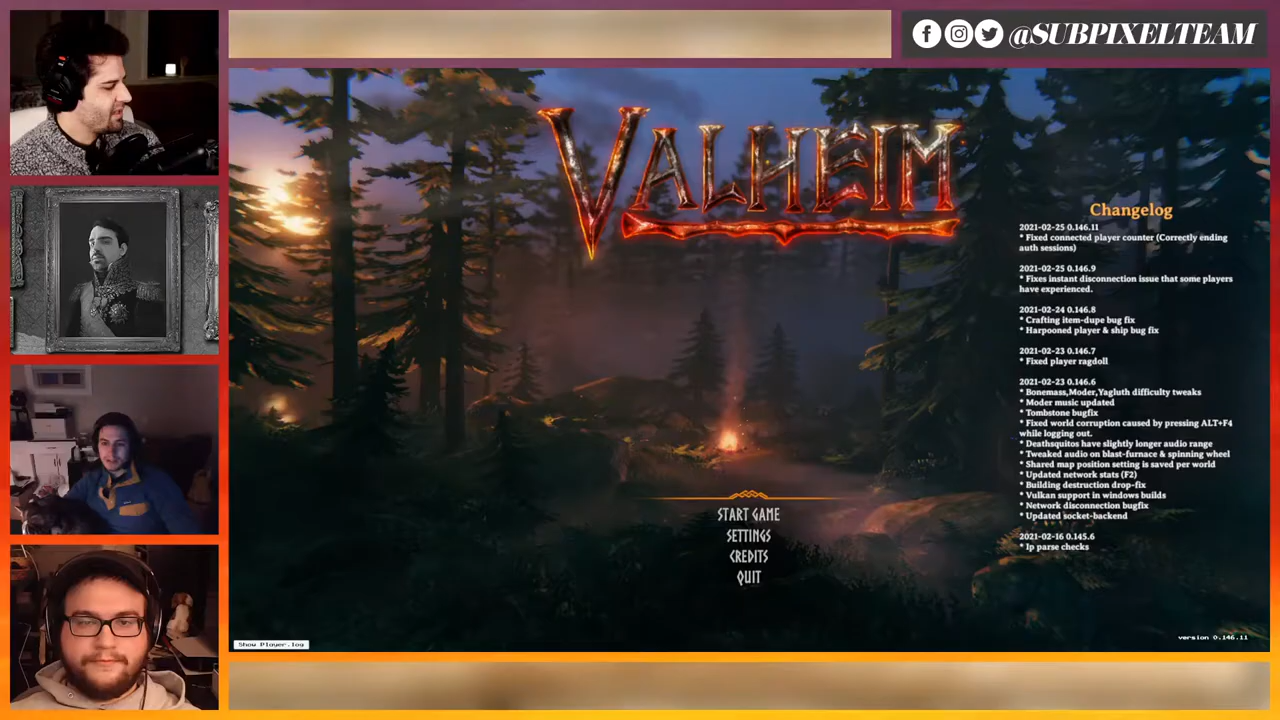 @SUBPIXELTEAM
VALHEIM
Changelog
2021-02-25 0.146.11
* Fixed connected player counter (Correctly ending
auth sessions)
2021-02-25 0.146.9
* Fixes instant disconnection issue that some players
have experienced.
2021-02-24 0.146.8
* Crafting item-dupe bug fix
* Harpooned player & ship bug fix
2021-02-23 0.146.7
* Fixed player ragdoll
2021-02-23 0.146.6
* Bonemass,Moder,Yagluth difficulty tweaks
* Moder music updated
* Tombstone bugfix
* Fixed world corruption caused by pressing ALT+F4
while logging out.
* Deathsquitos have slightly longer audio range
* Tweaked audio on blast-furnace & spinning wheel
* Shared map position setting is saved per world
* Updated network stats (F2)
* Building destruction drop-fix
* Vulkan support in windows builds
* Network disconnection bugfix
* Updated socket-backend
2021-02-16 0.145.6
* Ip parse checks
START GAME
SETTINGS
CREDITS
QUIT
Show Player.log
version 0.146.11